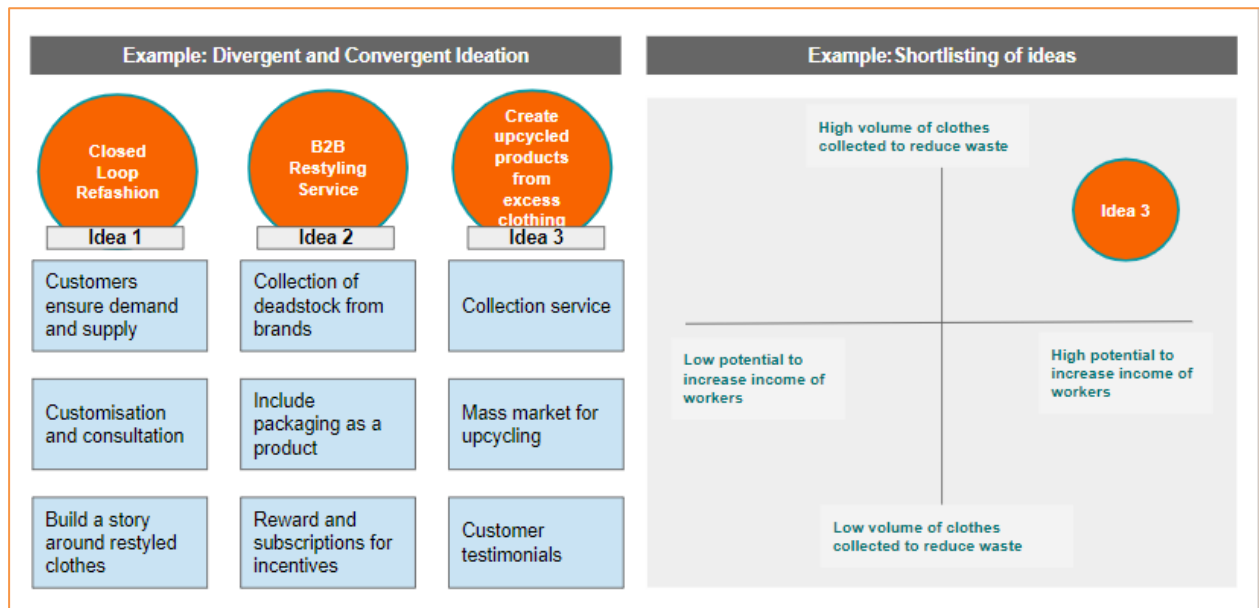 Example: Divergent and Convergent Ideation
Closed
Loop
Refashion
Idea 1
Customers
ensure demand
and supply
Customisation
and consultation
Build a story
around restyled
clothes
B2B
Restyling
Service
Idea 2
Collection of
deadstock from
brands
Include
packaging as a
product
Reward and
subscriptions for
incentives
Create
upcycled
products
from
excess
clothing
Idea 3
Collection service
Mass market for
upcycling
Customer
testimonials
Example: Shortlisting of ideas
High volume of clothes
collected to reduce waste
Idea 3
Low potential to
increase income of
workers
High potential to
increase income of
workers
Low volume of clothes
collected to reduce waste